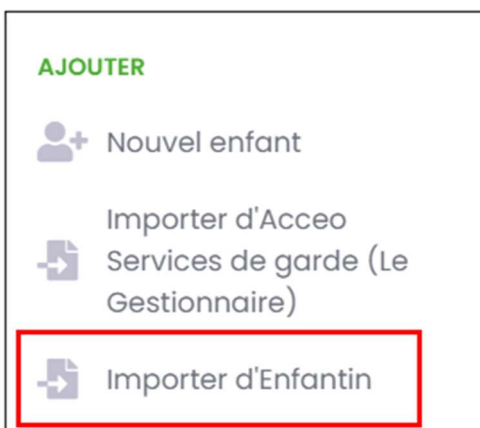 AJOUTER
Nouvel enfant
Importer d'Acceo
Services de garde (Le
Gestionnaire)
Importer d'Enfantin